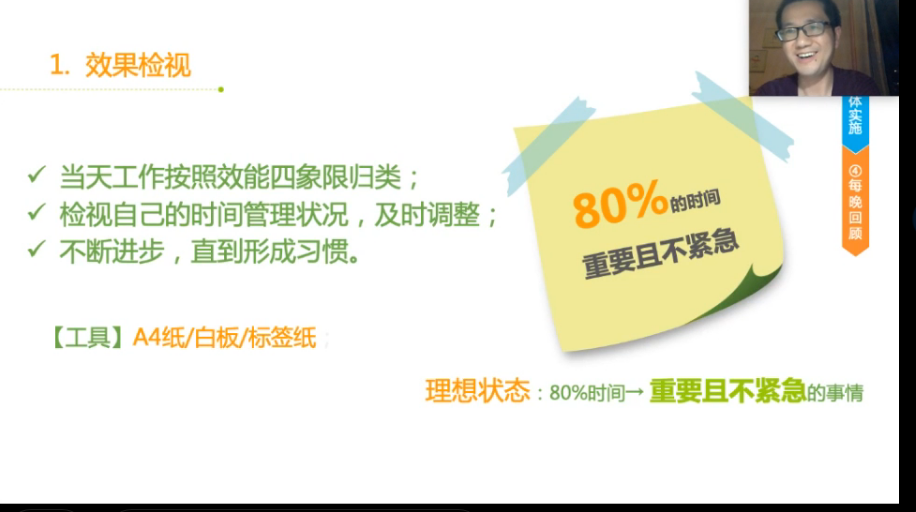 1. 效果检视
体实施
④每晚回顾
✓ 当天工作按照效能四象限归类；
✓ 检视自己的时间管理状况，及时调整；
✓ 不断进步，直到形成习惯。
80%的时间
重要且不紧急
【工具】A4纸/白板/标签纸；
理想状态：80%时间→重要且不紧急的事情